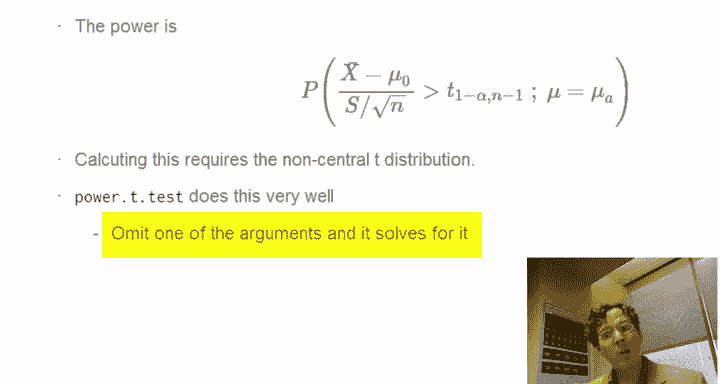 · The power is
P( (X̄ − μ₀) / (S/√n) > t₁₋α,ₙ₋₁ ; μ = μₐ )
· Calcuting this requires the non-central t distribution.
· power.t.test does this very well
- Omit one of the arguments and it solves for it